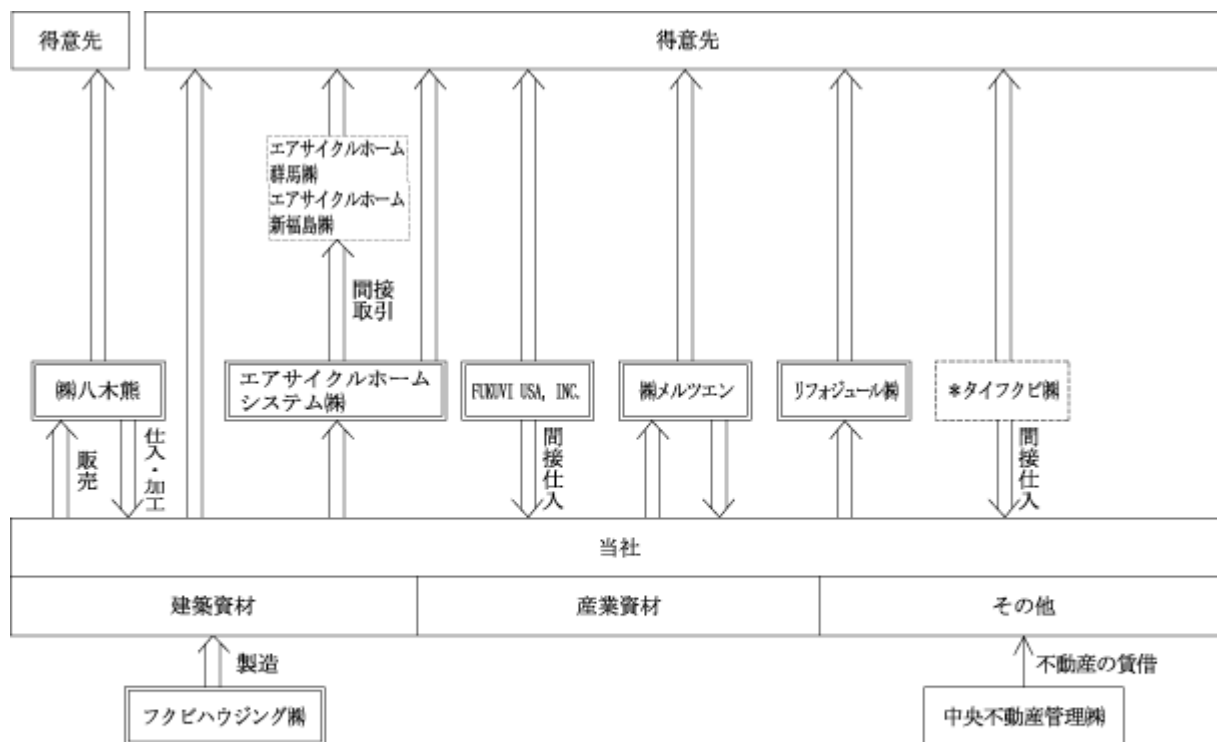 得意先
得意先
エアサイクルホーム
群馬㈱
エアサイクルホーム
新福島㈱
間接
取引
㈱八木熊
エアサイクルホーム
システム㈱
FUKUVI USA, INC.
㈱メルツエン
リフォジュール㈱
*タイフクビ㈱
販売
仕入・加工
間接仕入
間接仕入
当社
建築資材
産業資材
その他
製造
不動産の賃借
フクビハウジング㈱
中央不動産管理㈱